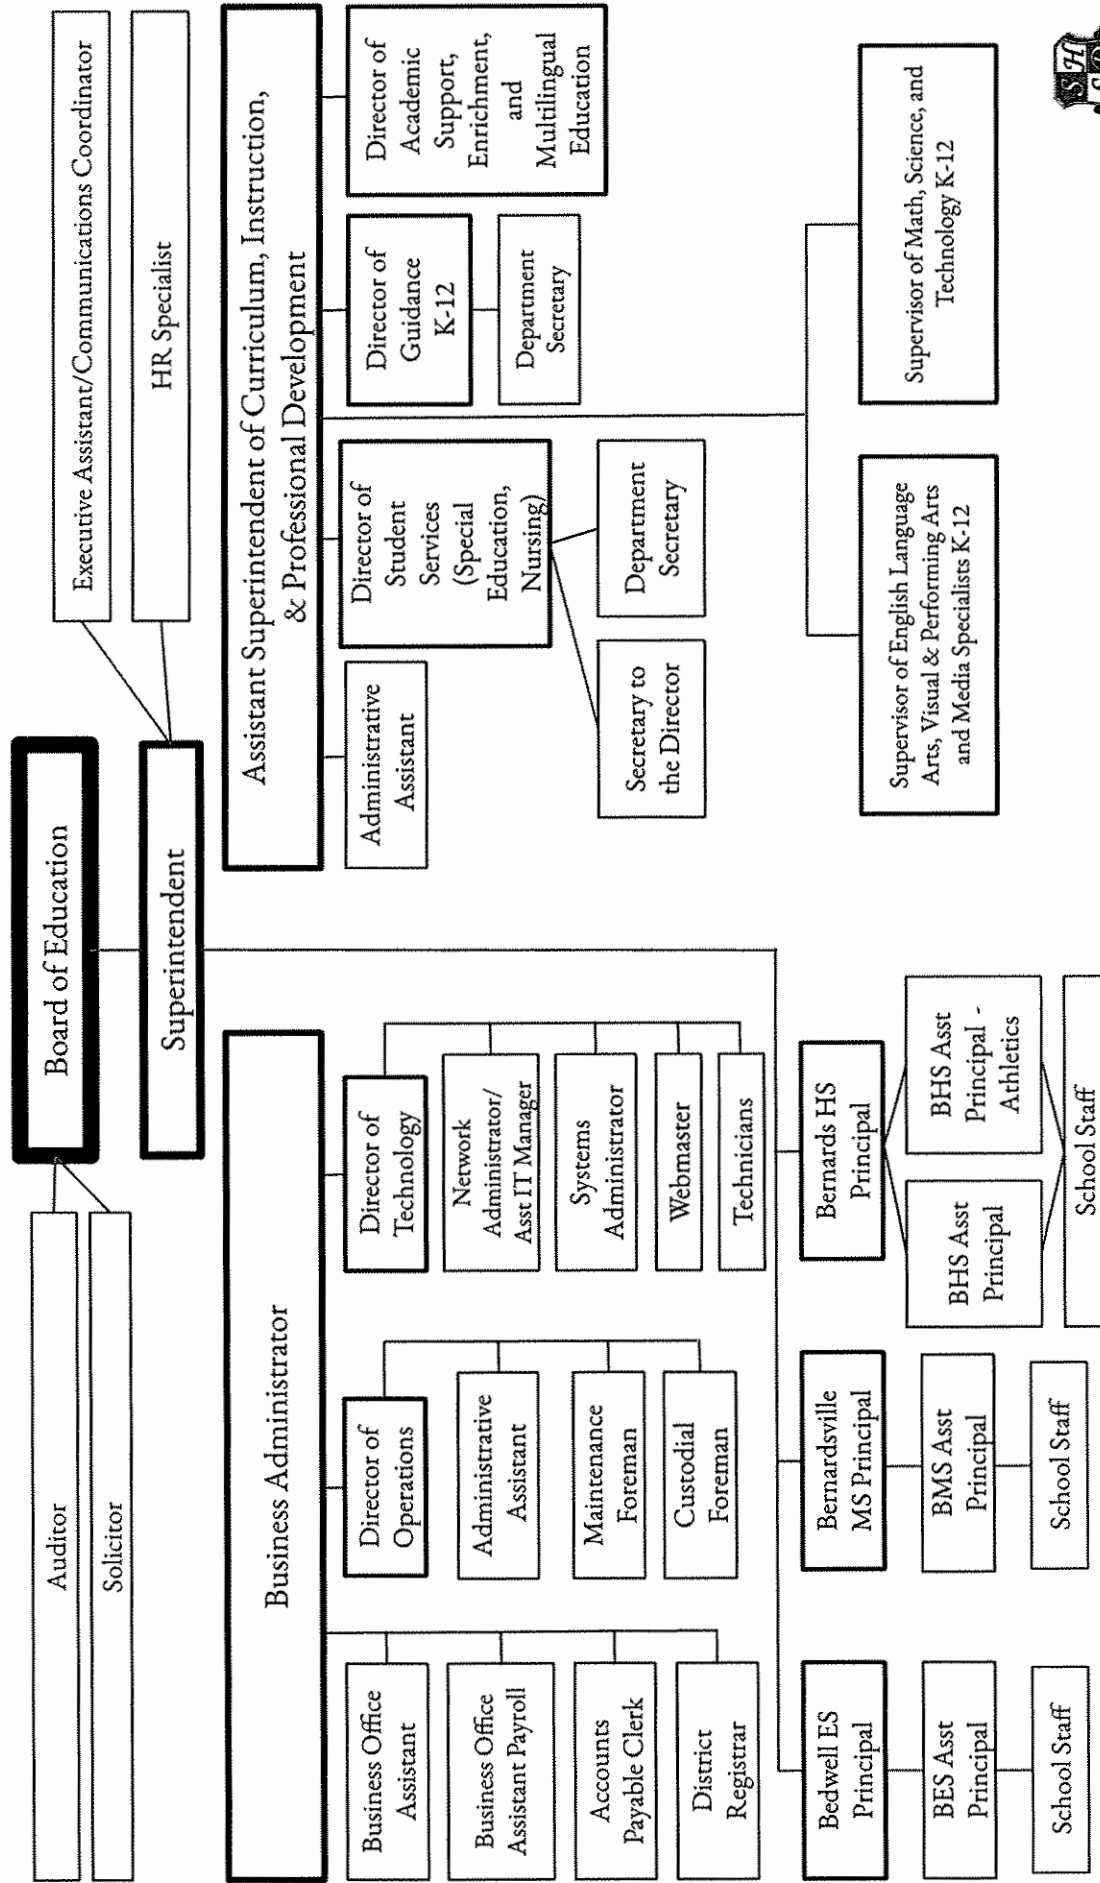 Auditor
Solicitor
Board of Education
Superintendent
Executive Assistant/Communications Coordinator
HR Specialist
Business Administrator
Business Office
Assistant
Business Office
Assistant Payroll
Accounts
Payable Clerk
District
Registrar
Director of
Operations
Administrative
Assistant
Maintenance
Foreman
Custodial
Foreman
Director of
Technology
Network
Administrator/
Asst IT Manager
Systems
Administrator
Webmaster
Technicians
Assistant Superintendent of Curriculum, Instruction,
& Professional Development
Administrative
Assistant
Director of
Student
Services
(Special
Education,
Nursing)
Secretary to
the Director
Department
Secretary
Director of
Guidance
K-12
Department
Secretary
Director of
Academic
Support,
Enrichment,
and
Multilingual
Education
Supervisor of English Language
Arts, Visual & Performing Arts
and Media Specialists K-12
Supervisor of Math, Science, and
Technology K-12
Bedwell ES
Principal
BES Asst
Principal
School Staff
Bernardsville
MS Principal
BMS Asst
Principal
School Staff
Bernards HS
Principal
BHS Asst
Principal
BHS Asst
Principal -
Athletics
School Staff
S H